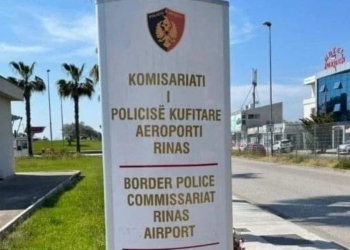 KOMISARIATI
I
POLICISË KUFITARE
AEROPORTI
RINAS
BORDER POLICE
COMMISSARIAT
RINAS
AIRPORT